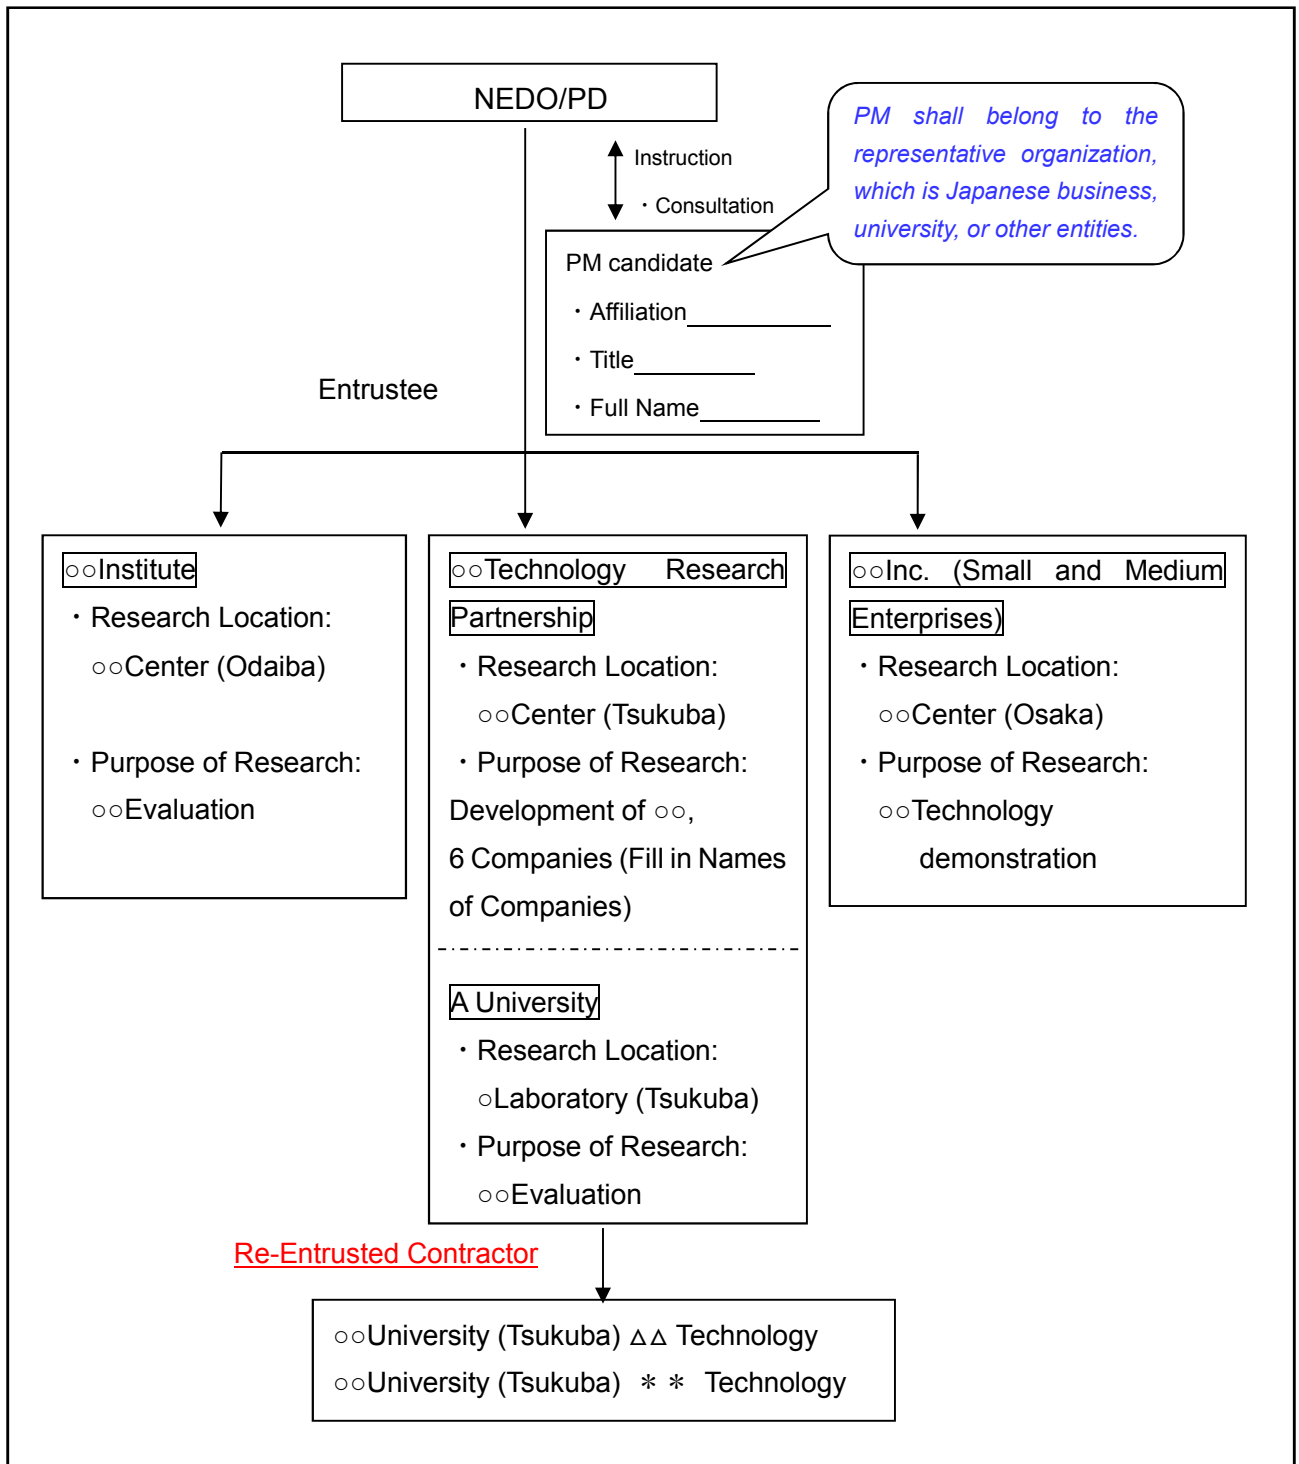 NEDO/PD
Instruction
・Consultation
PM shall belong to the
representative organization,
which is Japanese business,
university, or other entities.
PM candidate
・Affiliation
・Title
・Full Name
Entrustee
○○Institute
・Research Location:
○○Center (Odaiba)
・Purpose of Research:
○○Evaluation
○○Technology Research
Partnership
・Research Location:
○○Center (Tsukuba)
・Purpose of Research:
Development of ○○,
6 Companies (Fill in Names
of Companies)
A University
・Research Location:
○Laboratory (Tsukuba)
・Purpose of Research:
○○Evaluation
○○Inc. (Small and Medium
Enterprises)
・Research Location:
○○Center (Osaka)
・Purpose of Research:
○○Technology
demonstration
Re-Entrusted Contractor
○○University (Tsukuba) △△ Technology
○○University (Tsukuba) ＊＊ Technology